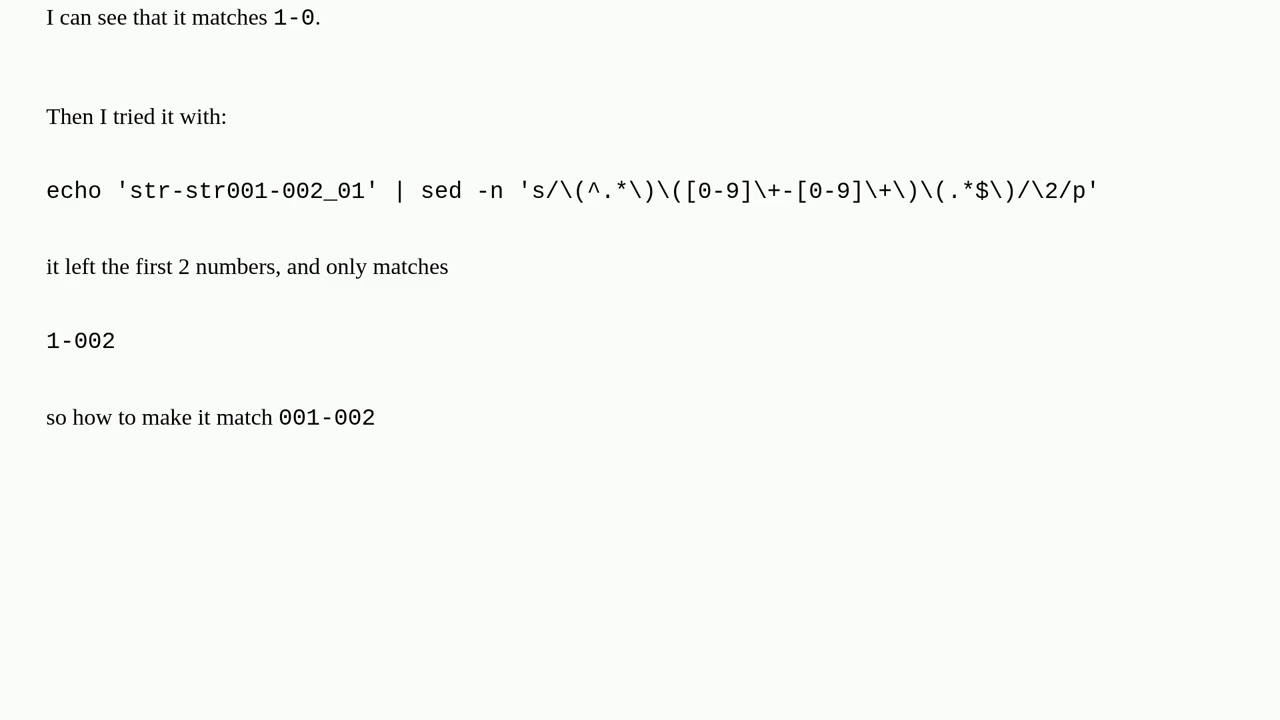 I can see that it matches 1-0.
Then I tried it with:
echo 'str-str001-002_01' | sed -n 's/\(^.*\)\([0-9]\+-[0-9]\+\)\(.*$\)/\2/p'
it left the first 2 numbers, and only matches
1-002
so how to make it match 001-002